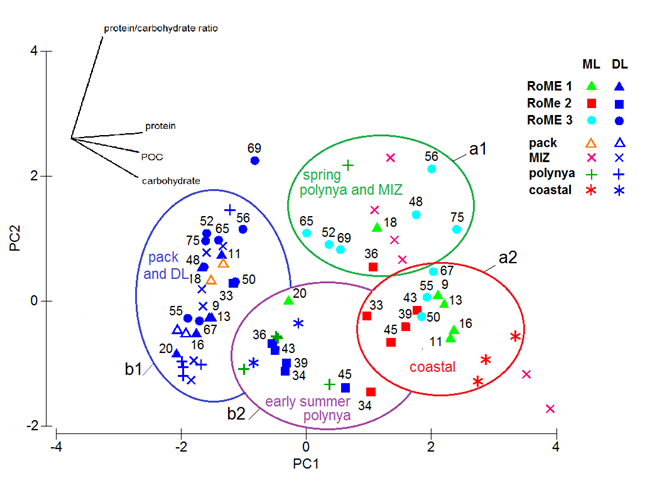 protein/carbohydrate ratio
protein
POC
carbohydrate
ML DL
RoME 1
RoMe 2
RoME 3
pack
MIZ
polynya
coastal
4
2
0
-2
PC2
-4 -2 0 2 4
PC1
69
56
a1
spring
polynya and MIZ
48
75
18
65
52
69
36
a2
52
75
65
56
pack
and DL
48
11
18
50
33
55
9
13
67
20
16
b1
20
36
43
39
34
45
early summer
polynya
b2
34
67
55
9
13
43
33
39
50
16
45
11
coastal